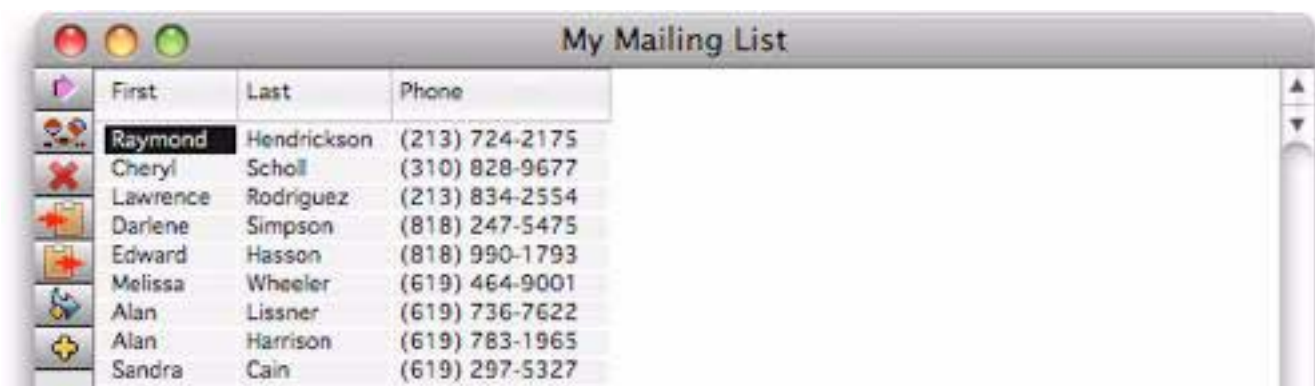 My Mailing List
First Last Phone
Raymond Hendrickson (213) 724-2175
Cheryl Scholl (310) 828-9677
Lawrence Rodriguez (213) 834-2554
Darlene Simpson (818) 247-5475
Edward Hasson (818) 990-1793
Melissa Wheeler (619) 464-9001
Alan Lissner (619) 736-7622
Alan Harrison (619) 783-1965
Sandra Cain (619) 297-5327